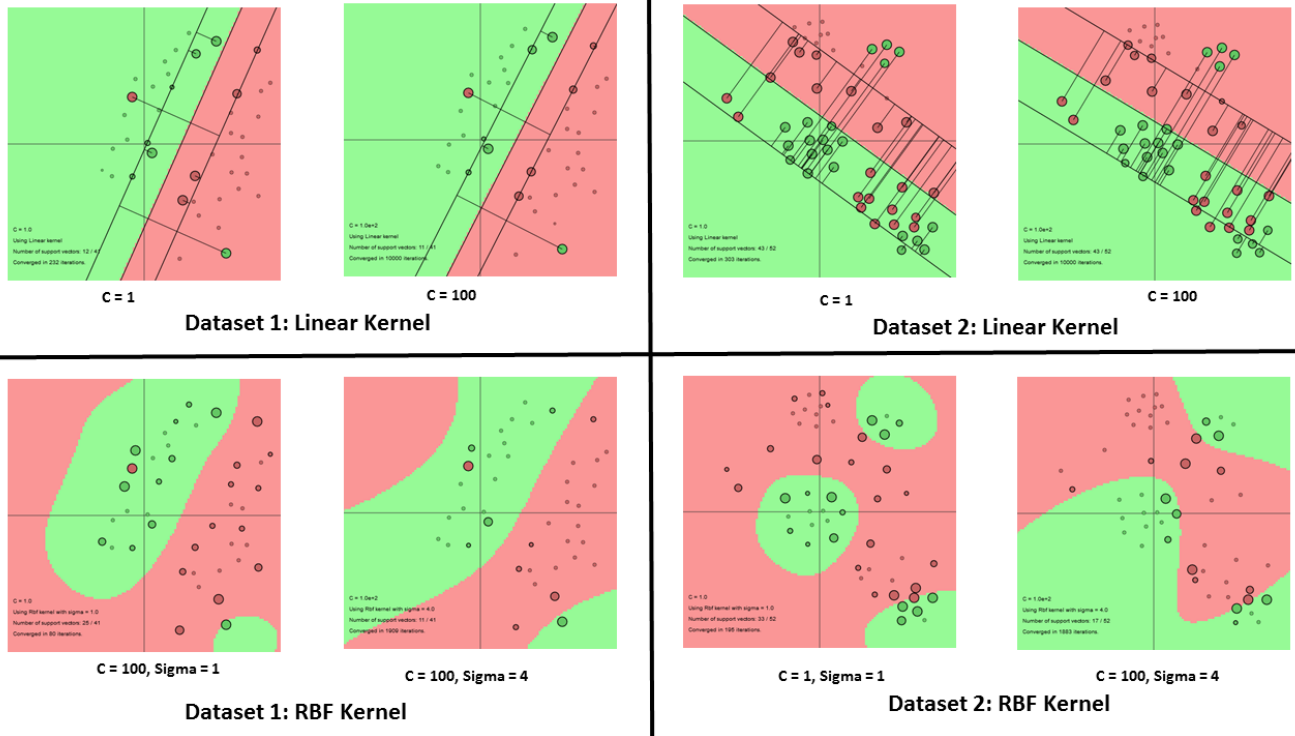 C = 1.0
Using Linear kernel
Number of support vectors: 12 / 41
Converged in 232 iterations.
C = 1
C = 1.0e+2
Using Linear kernel
Number of support vectors: 11 / 41
Converged in 10000 iterations.
C = 100
Dataset 1: Linear Kernel
C = 1.0
Using Linear kernel
Number of support vectors: 43 / 52
Converged in 303 iterations.
C = 1
C = 1.0e+2
Using Linear kernel
Number of support vectors: 43 / 52
Converged in 10000 iterations.
C = 100
Dataset 2: Linear Kernel
C = 1.0
Using Rbf kernel with sigma = 1.0
Number of support vectors: 25 / 41
Converged in 80 iterations.
C = 100, Sigma = 1
C = 1.0e+2
Using Rbf kernel with sigma = 4.0
Number of support vectors: 11 / 41
Converged in 1909 iterations.
C = 100, Sigma = 4
Dataset 1: RBF Kernel
C = 1.0
Using Rbf kernel with sigma = 1.0
Number of support vectors: 33 / 52
Converged in 195 iterations.
C = 1, Sigma = 1
C = 1.0e+2
Using Rbf kernel with sigma = 4.0
Number of support vectors: 17 / 52
Converged in 1883 iterations.
C = 100, Sigma = 4
Dataset 2: RBF Kernel